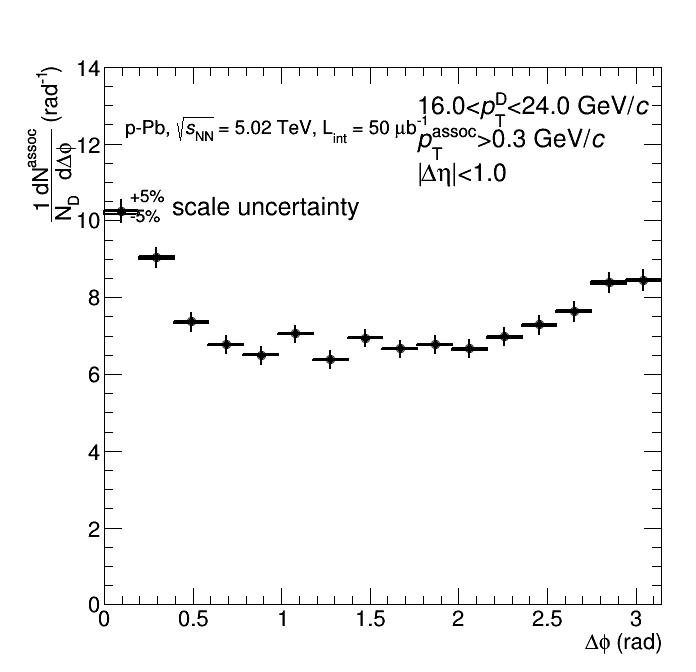 1 dN^assoc
N_D dΔϕ (rad^-1)
14
12
10
8
6
4
2
0
p-Pb, √s_NN = 5.02 TeV, L_int = 50 μb^-1
16.0<p_T^D<24.0 GeV/c
p_T^assoc>0.3 GeV/c
|Δη|<1.0
+5%
-5% scale uncertainty
0 0.5 1 1.5 2 2.5 3
Δϕ (rad)